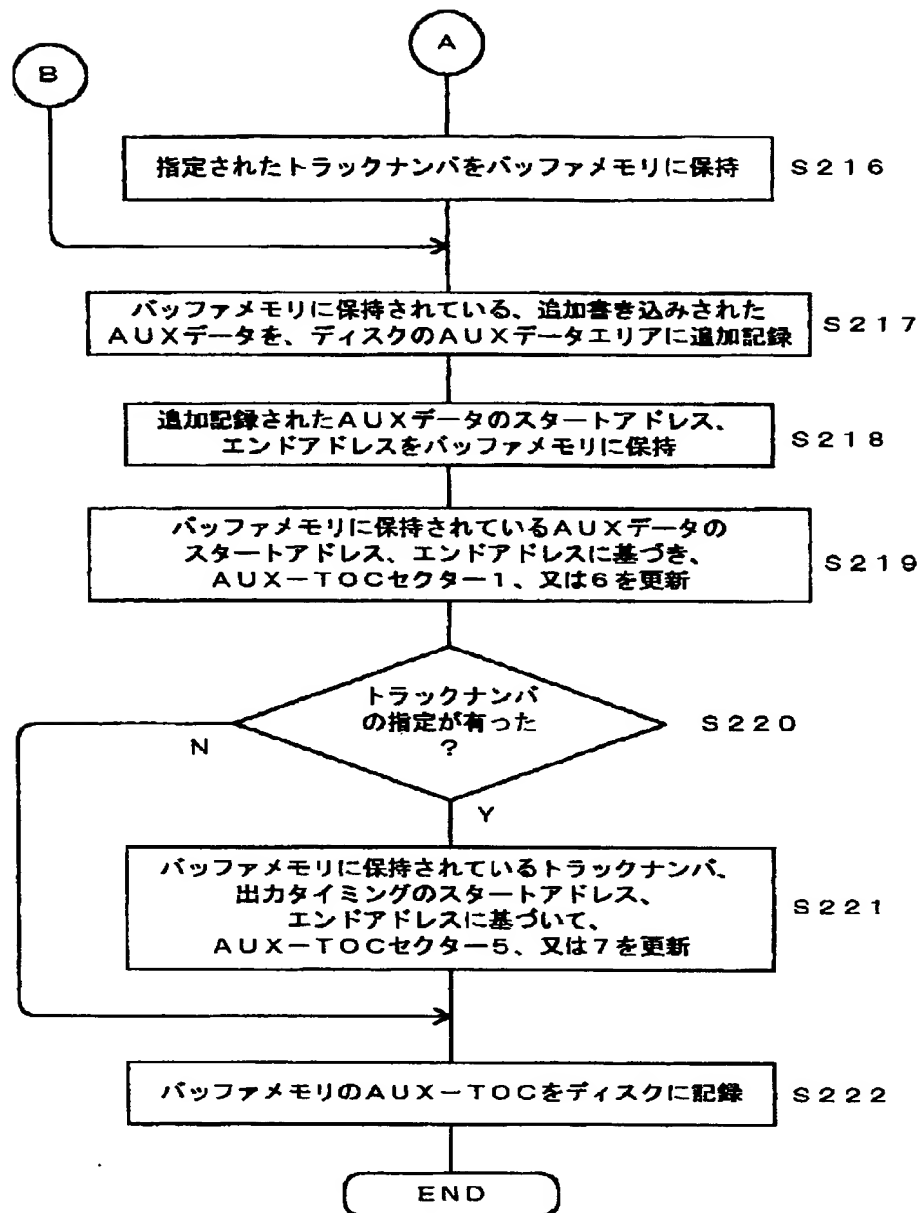 A
B
指定されたトラックナンバをバッファメモリに保持
S216
バッファメモリに保持されている、追加書き込みされた
AUXデータを、ディスクのAUXデータエリアに追加記録
S217
追加記録されたAUXデータのスタートアドレス、
エンドアドレスをバッファメモリに保持
S218
バッファメモリに保持されているAUXデータの
スタートアドレス、エンドアドレスに基づき、
AUX－TOCセクター1、又は6を更新
S219
トラックナンバ
の指定が有った
?
S220
N
Y
バッファメモリに保持されているトラックナンバ、
出力タイミングのスタートアドレス、
エンドアドレスに基づいて、
AUX－TOCセクター5、又は7を更新
S221
バッファメモリのAUX－TOCをディスクに記録
S222
END